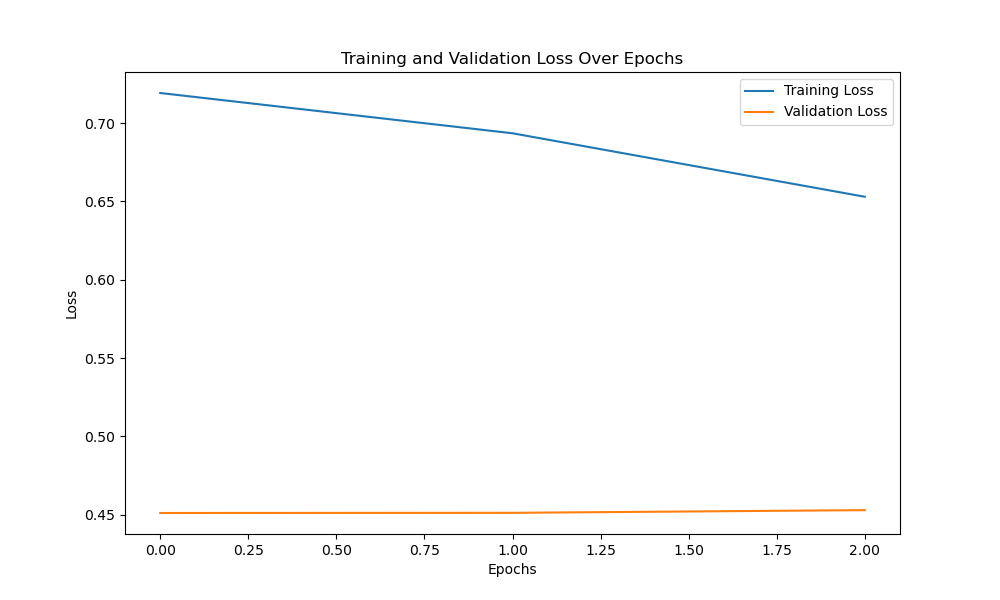 Training and Validation Loss Over Epochs
Training Loss
Validation Loss
0.70
0.65
0.60
0.55
0.50
0.45
Loss
0.00 0.25 0.50 0.75 1.00 1.25 1.50 1.75 2.00
Epochs